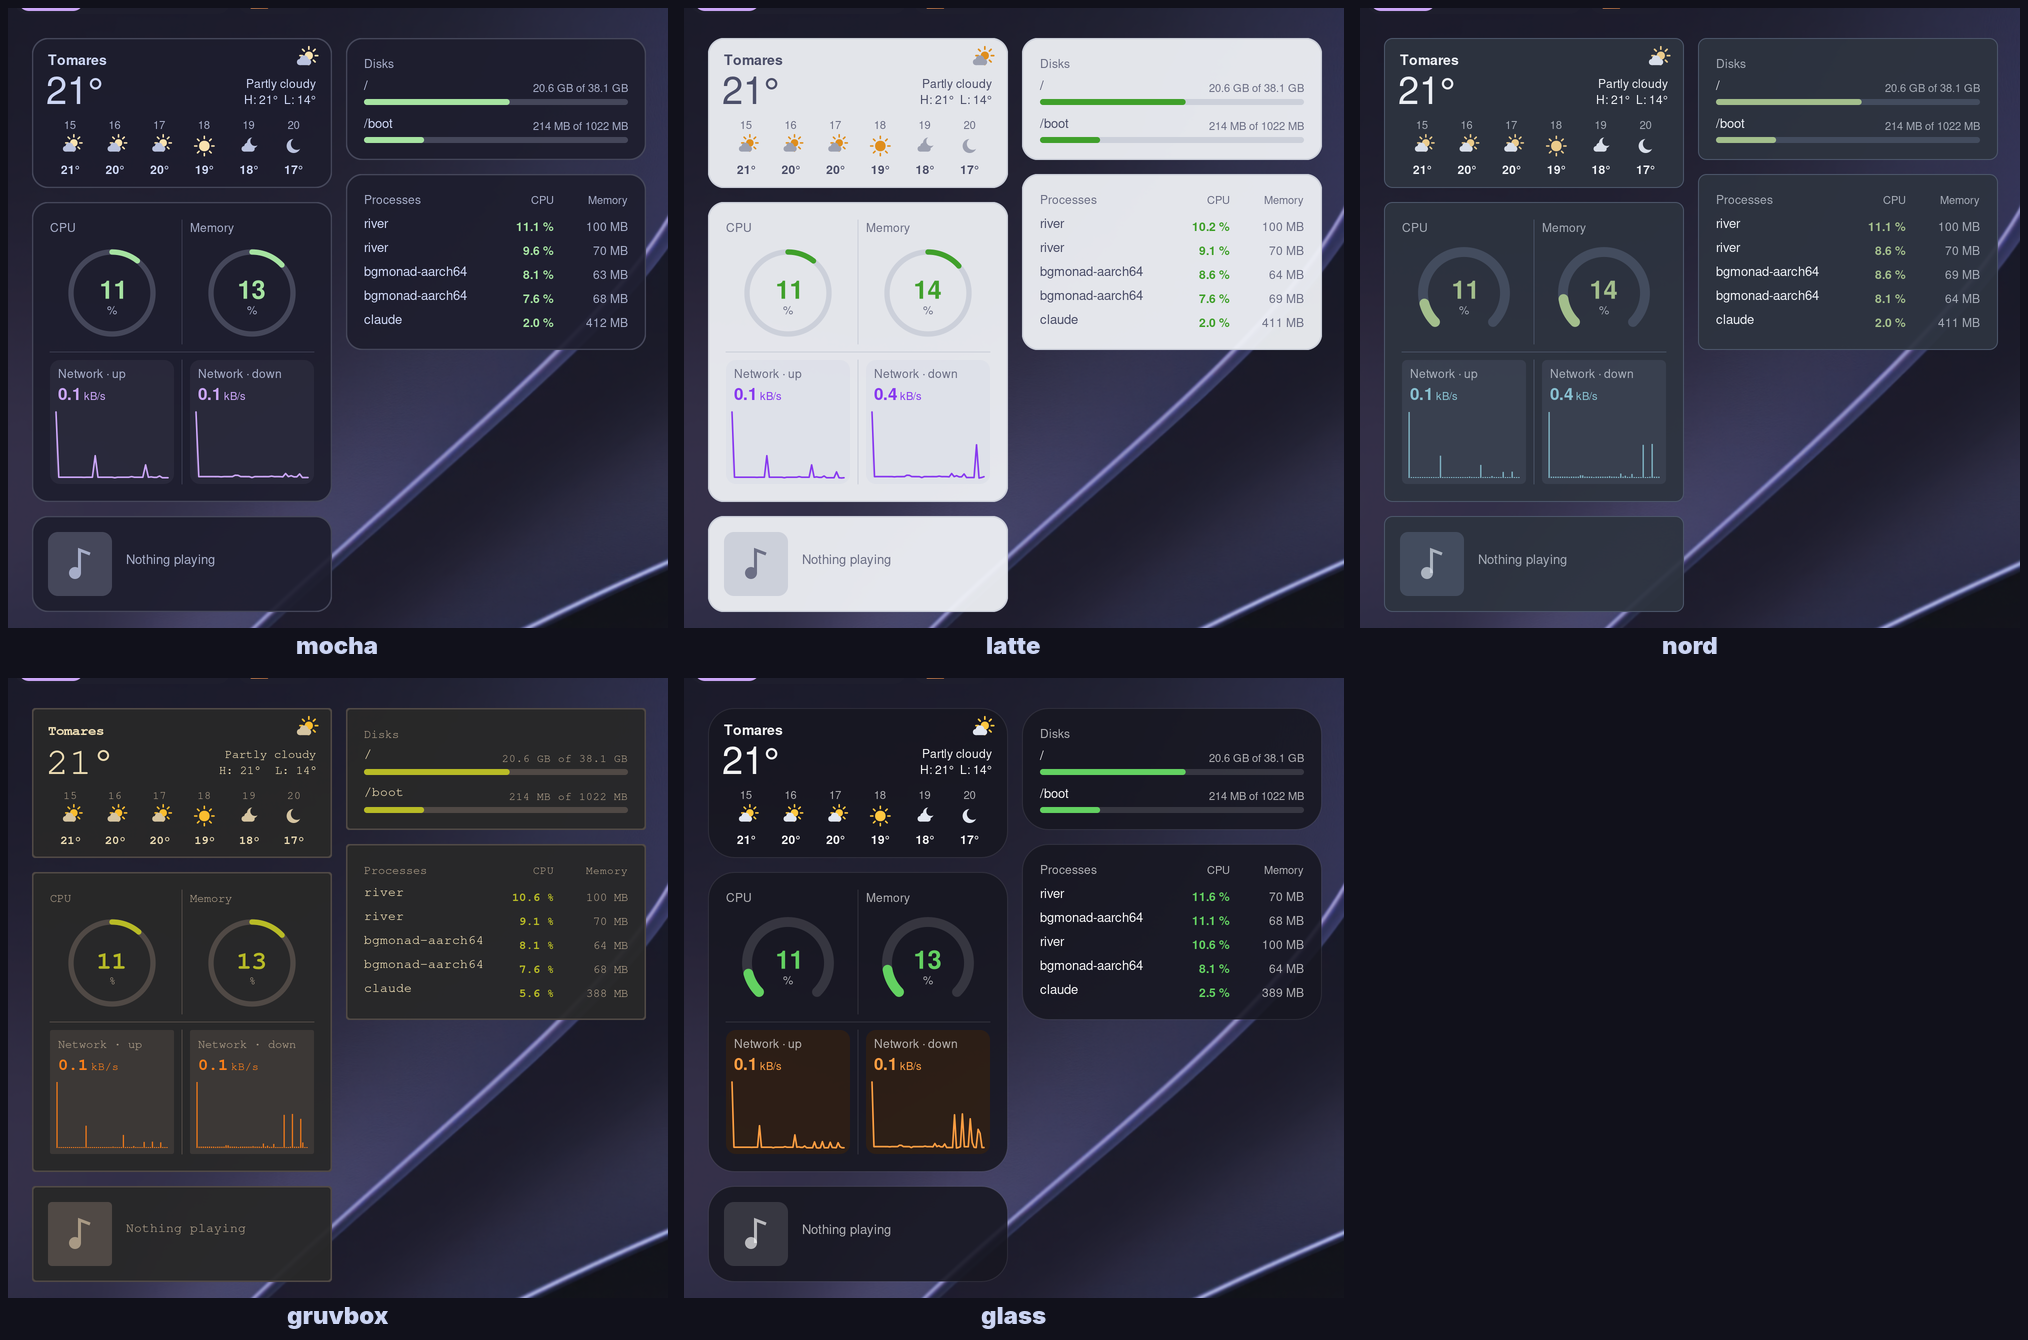 Tomares
21°
Partly cloudy
H: 21° L: 14°
15 16 17 18 19 20
21° 20° 20° 19° 18° 17°
CPU
Memory
11
%
13
%
Network · up
0.1 kB/s
Network · down
0.1 kB/s
Nothing playing
Disks
/ 20.6 GB of 38.1 GB
/boot 214 MB of 1022 MB
Processes CPU Memory
river 11.1 % 100 MB
river 9.6 % 70 MB
bgmonad-aarch64 8.1 % 63 MB
bgmonad-aarch64 7.6 % 68 MB
claude 2.0 % 412 MB
mocha
Tomares
21°
Partly cloudy
H: 21° L: 14°
15 16 17 18 19 20
21° 20° 20° 19° 18° 17°
CPU
Memory
11
%
14
%
Network · up
0.1 kB/s
Network · down
0.4 kB/s
Nothing playing
Disks
/ 20.6 GB of 38.1 GB
/boot 214 MB of 1022 MB
Processes CPU Memory
river 10.2 % 100 MB
river 9.1 % 70 MB
bgmonad-aarch64 8.6 % 64 MB
bgmonad-aarch64 7.6 % 69 MB
claude 2.0 % 411 MB
latte
Tomares
21°
Partly cloudy
H: 21° L: 14°
15 16 17 18 19 20
21° 20° 20° 19° 18° 17°
CPU
Memory
11
%
14
%
Network · up
0.1 kB/s
Network · down
0.4 kB/s
Nothing playing
Disks
/ 20.6 GB of 38.1 GB
/boot 214 MB of 1022 MB
Processes CPU Memory
river 11.1 % 100 MB
river 8.6 % 70 MB
bgmonad-aarch64 8.6 % 69 MB
bgmonad-aarch64 8.1 % 64 MB
claude 2.0 % 411 MB
nord
Tomares
21°
Partly cloudy
H: 21° L: 14°
15 16 17 18 19 20
21° 20° 20° 19° 18° 17°
CPU
Memory
11
%
13
%
Network · up
0.1 kB/s
Network · down
0.1 kB/s
Nothing playing
Disks
/ 20.6 GB of 38.1 GB
/boot 214 MB of 1022 MB
Processes CPU Memory
river 10.6 % 100 MB
river 9.1 % 70 MB
bgmonad-aarch64 8.1 % 64 MB
bgmonad-aarch64 7.6 % 68 MB
claude 5.6 % 388 MB
gruvbox
Tomares
21°
Partly cloudy
H: 21° L: 14°
15 16 17 18 19 20
21° 20° 20° 19° 18° 17°
CPU
Memory
11
%
13
%
Network · up
0.1 kB/s
Network · down
0.1 kB/s
Nothing playing
Disks
/ 20.6 GB of 38.1 GB
/boot 214 MB of 1022 MB
Processes CPU Memory
river 11.6 % 70 MB
bgmonad-aarch64 11.1 % 68 MB
river 10.6 % 100 MB
bgmonad-aarch64 8.1 % 64 MB
claude 2.5 % 389 MB
glass